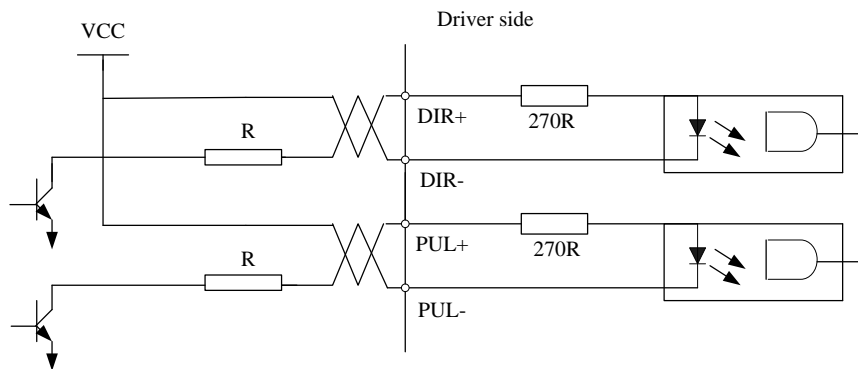 Driver side
VCC
DIR+
270R
R
DIR-
PUL+
270R
R
PUL-